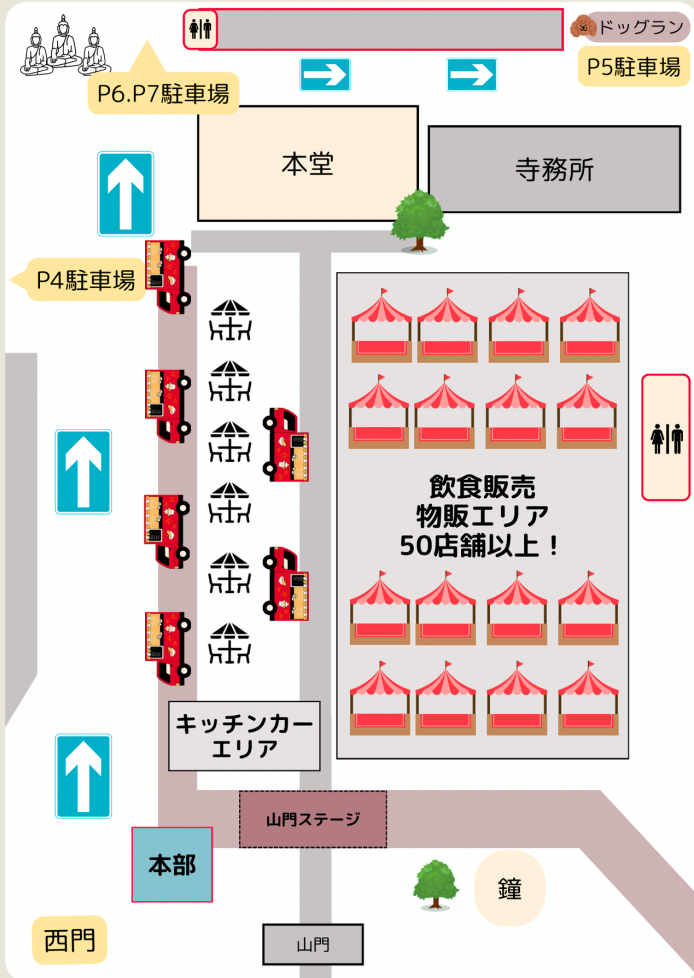 ドッグラン
P5駐車場
P6.P7駐車場
本堂
寺務所
P4駐車場
飲食販売
物販エリア
50店舗以上！
キッチンカー
エリア
山門ステージ
本部
鐘
西門
山門